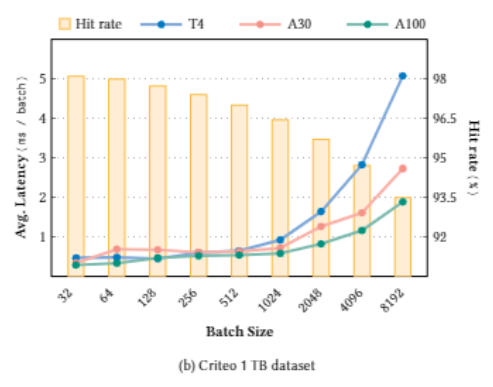 Hit rate T4 A30 A100
Avg. Latency (ms / batch)
5
4
3
2
1
98
96.5
95
93.5
92
Hit rate (%)
32 64 128 256 512 1024 2048 4096 8192
Batch Size
(b) Criteo 1 TB dataset